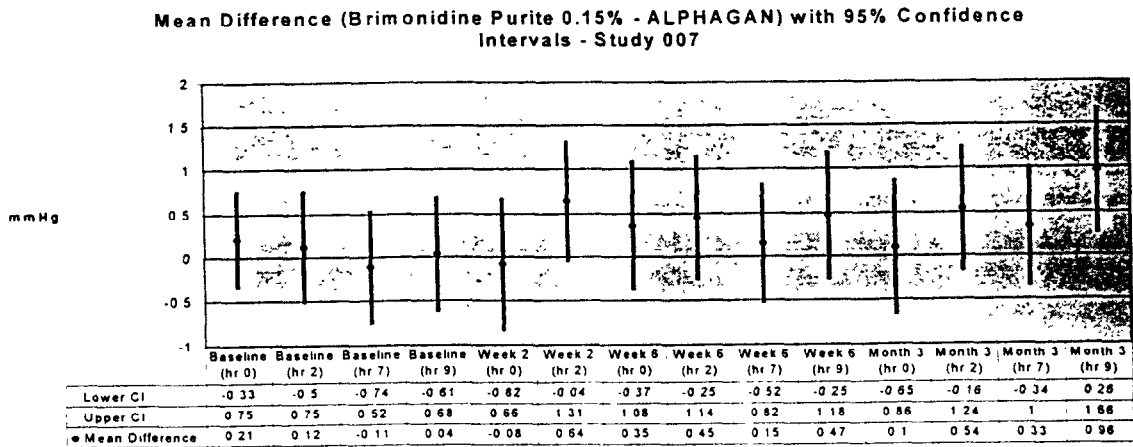 Mean Difference (Brimonidine Purite 0.15% - ALPHAGAN) with 95% Confidence
Intervals - Study 007
2
1 5
1
0 5
mmHg
0
-0 5
-1
Baseline (hr 0) Baseline (hr 2) Baseline (hr 7) Baseline (hr 9) Week 2 (hr 0) Week 2 (hr 2) Week 6 (hr 0) Week 6 (hr 2) Week 6 (hr 7) Week 6 (hr 9) Month 3 (hr 0) Month 3 (hr 2) Month 3 (hr 7) Month 3 (hr 9)
Lower CI -0 33 -0 5 -0 74 -0 61 -0 82 -0 04 -0 37 -0 25 -0 52 -0 25 -0 65 -0 16 -0 34 0 26
Upper CI 0 75 0 75 0 52 0 68 0 66 1 31 1 08 1 14 0 82 1 18 0 86 1 24 1 1 66
Mean Difference 0 21 0 12 -0 11 0 04 -0 08 0 64 0 35 0 45 0 15 0 47 0 1 0 54 0 33 0 96